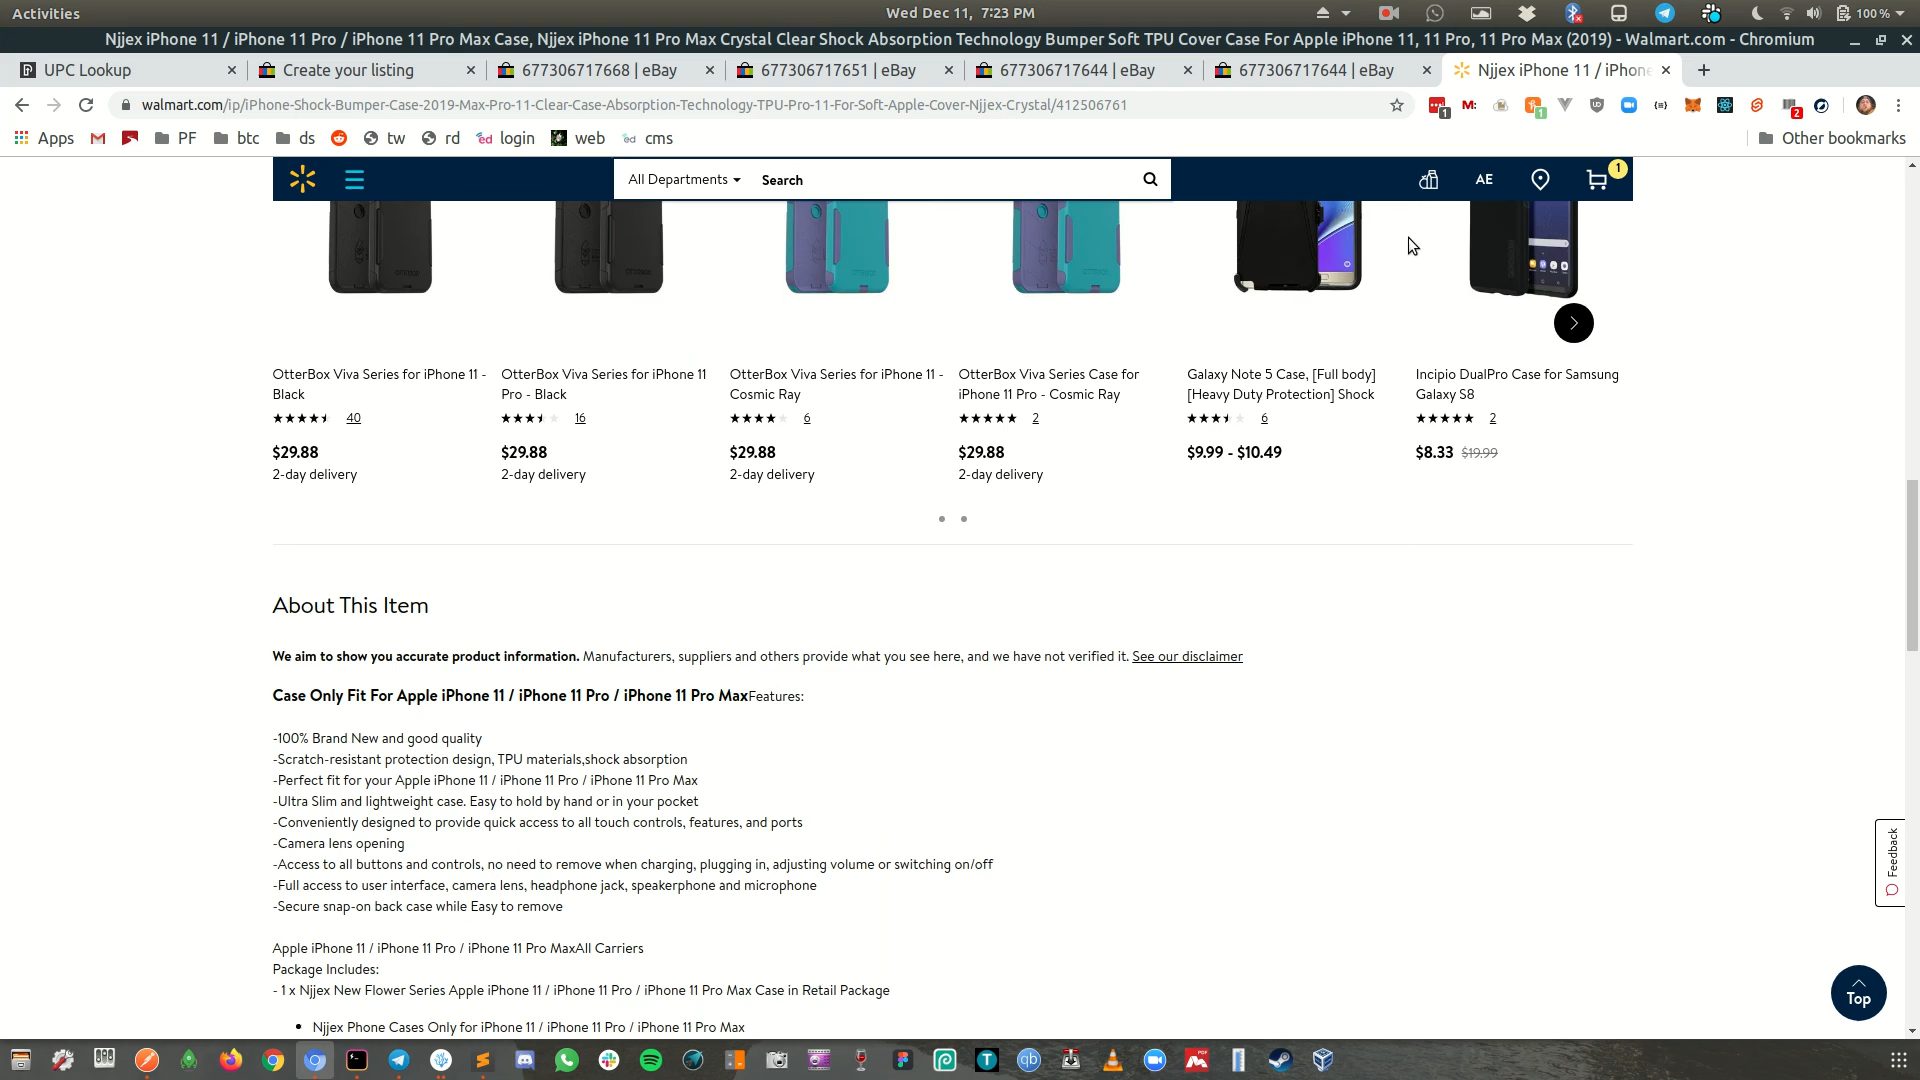 Activities
Wed Dec 11, 7:23 PM
100 %
Njjex iPhone 11 / iPhone 11 Pro / iPhone 11 Pro Max Case, Njjex iPhone 11 Pro Max Crystal Clear Shock Absorption Technology Bumper Soft TPU Cover Case For Apple iPhone 11, 11 Pro, 11 Pro Max (2019) - Walmart.com - Chromium
UPC Lookup
Create your listing
677306717668 | eBay
677306717651 | eBay
677306717644 | eBay
677306717644 | eBay
Njjex iPhone 11 / iPhone
walmart.com/ip/iPhone-Shock-Bumper-Case-2019-Max-Pro-11-Clear-Case-Absorption-Technology-TPU-Pro-11-For-Soft-Apple-Cover-Njjex-Crystal/412506761
1 M: 1 2
Apps PF btc ds tw rd login web cms Other bookmarks
All Departments Search AE 1
OtterBox Viva Series for iPhone 11 - Black
OtterBox Viva Series for iPhone 11 Pro - Black
OtterBox Viva Series for iPhone 11 - Cosmic Ray
OtterBox Viva Series Case for iPhone 11 Pro - Cosmic Ray
Galaxy Note 5 Case, [Full body] [Heavy Duty Protection] Shock
Incipio DualPro Case for Samsung Galaxy S8
40 16 6 2 6 2
$29.88 $29.88 $29.88 $29.88 $9.99 - $10.49 $8.33 $19.99
2-day delivery 2-day delivery 2-day delivery 2-day delivery
About This Item
We aim to show you accurate product information. Manufacturers, suppliers and others provide what you see here, and we have not verified it. See our disclaimer
Case Only Fit For Apple iPhone 11 / iPhone 11 Pro / iPhone 11 Pro MaxFeatures:
-100% Brand New and good quality
-Scratch-resistant protection design, TPU materials,shock absorption
-Perfect fit for your Apple iPhone 11 / iPhone 11 Pro / iPhone 11 Pro Max
-Ultra Slim and lightweight case. Easy to hold by hand or in your pocket
-Conveniently designed to provide quick access to all touch controls, features, and ports
-Camera lens opening
-Access to all buttons and controls, no need to remove when charging, plugging in, adjusting volume or switching on/off
-Full access to user interface, camera lens, headphone jack, speakerphone and microphone
-Secure snap-on back case while Easy to remove
Feedback
Apple iPhone 11 / iPhone 11 Pro / iPhone 11 Pro MaxAll Carriers
Package Includes:
- 1 x Njjex New Flower Series Apple iPhone 11 / iPhone 11 Pro / iPhone 11 Pro Max Case in Retail Package
Top
• Njjex Phone Cases Only for iPhone 11 / iPhone 11 Pro / iPhone 11 Pro Max